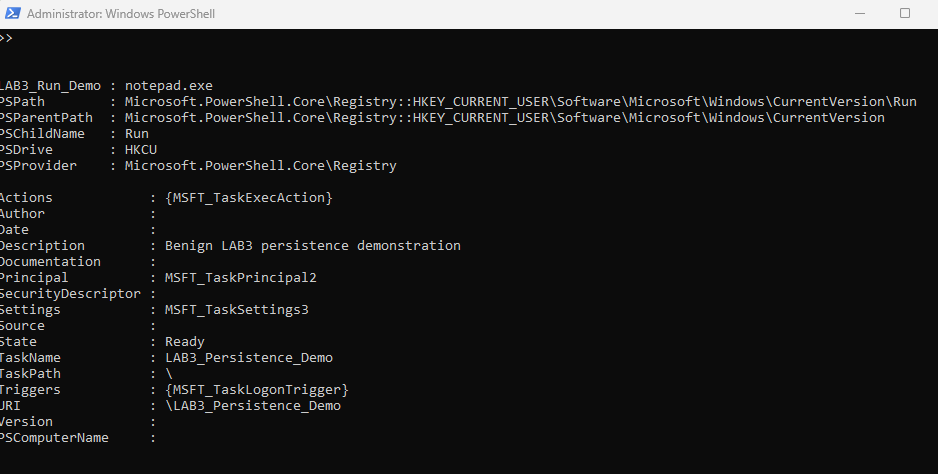 Administrator: Windows PowerShell
>>
LAB3_Run_Demo : notepad.exe
PSPath        : Microsoft.PowerShell.Core\Registry::HKEY_CURRENT_USER\Software\Microsoft\Windows\CurrentVersion\Run
PSParentPath  : Microsoft.PowerShell.Core\Registry::HKEY_CURRENT_USER\Software\Microsoft\Windows\CurrentVersion
PSChildName   : Run
PSDrive       : HKCU
PSProvider    : Microsoft.PowerShell.Core\Registry
Actions            : {MSFT_TaskExecAction}
Author             :
Date               :
Description        : Benign LAB3 persistence demonstration
Documentation      :
Principal          : MSFT_TaskPrincipal2
SecurityDescriptor :
Settings           : MSFT_TaskSettings3
Source             :
State              : Ready
TaskName           : LAB3_Persistence_Demo
TaskPath           : \
Triggers           : {MSFT_TaskLogonTrigger}
URI                : \LAB3_Persistence_Demo
Version            :
PSComputerName     :